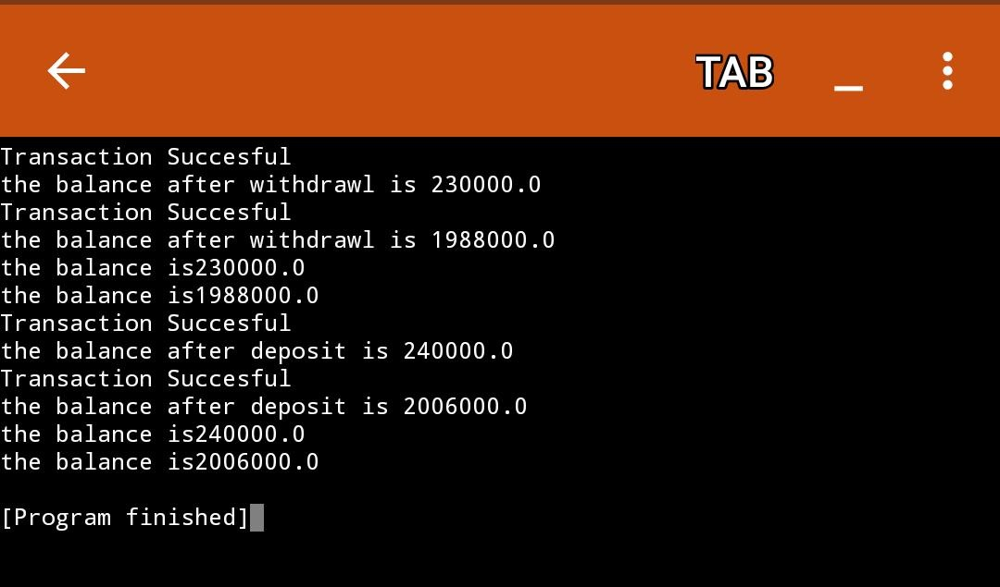 TAB
Transaction Succesful
the balance after withdrawl is 230000.0
Transaction Succesful
the balance after withdrawl is 1988000.0
the balance is230000.0
the balance is1988000.0
Transaction Succesful
the balance after deposit is 240000.0
Transaction Succesful
the balance after deposit is 2006000.0
the balance is240000.0
the balance is2006000.0
[Program finished]